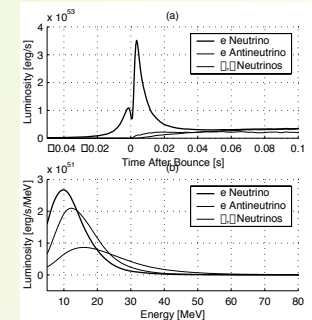 x 10^53
(a)
4
3
2
1
0
Luminosity [erg/s]
e Neutrino
e Antineutrino
□,□ Neutrinos
□0.04 □0.02 0 0.02 0.04 0.06 0.08 0.1
Time After Bounce [s]
x 10^51
(b)
3
2
1
0
Luminosity [erg/s/MeV]
e Neutrino
e Antineutrino
□,□ Neutrinos
10 20 30 40 50 60 70 80
Energy [MeV]